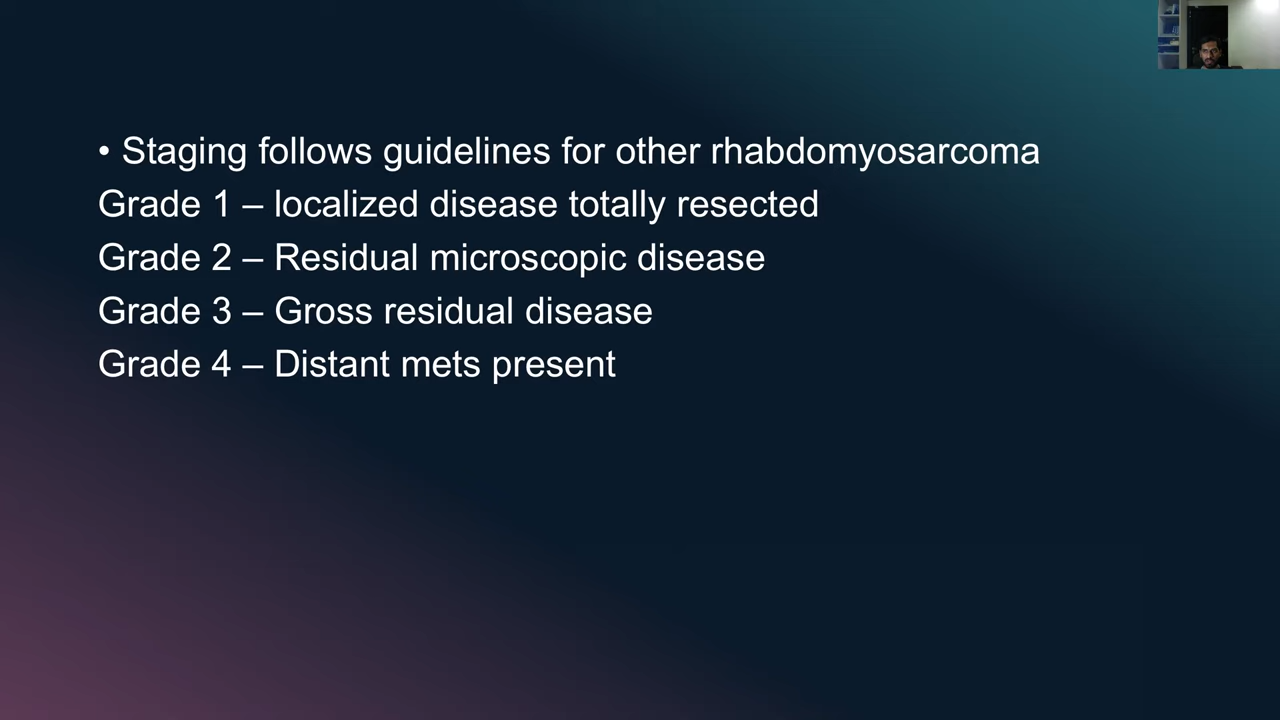 • Staging follows guidelines for other rhabdomyosarcoma
Grade 1 – localized disease totally resected
Grade 2 – Residual microscopic disease
Grade 3 – Gross residual disease
Grade 4 – Distant mets present